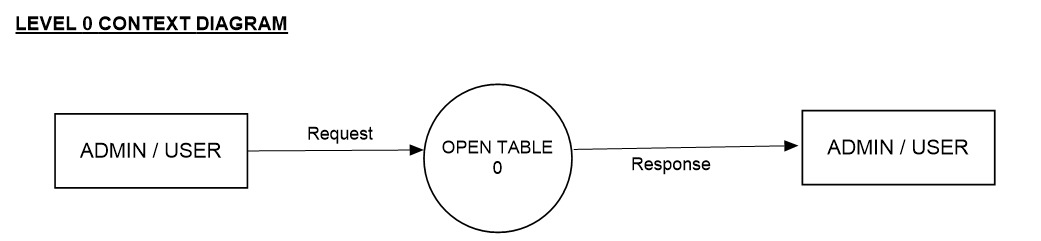 LEVEL 0 CONTEXT DIAGRAM
ADMIN / USER
Request
OPEN TABLE
0
Response
ADMIN / USER